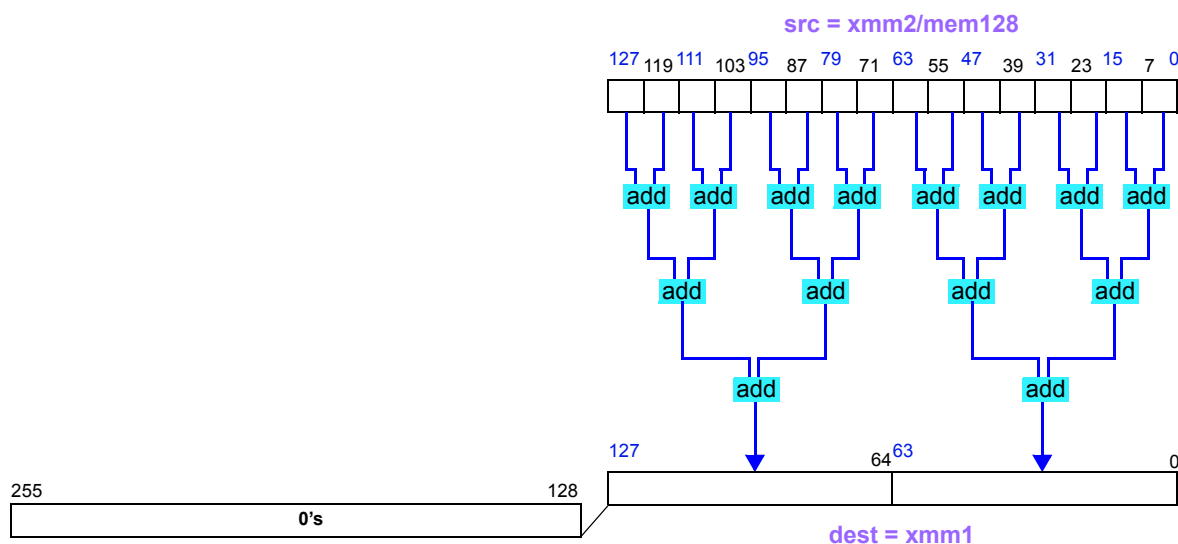 src = xmm2/mem128
127 119 111 103 95 87 79 71 63 55 47 39 31 23 15 7 0
add add add add add add add add
add add add add
add add
127 64 63 0
255 128
0's
dest = xmm1